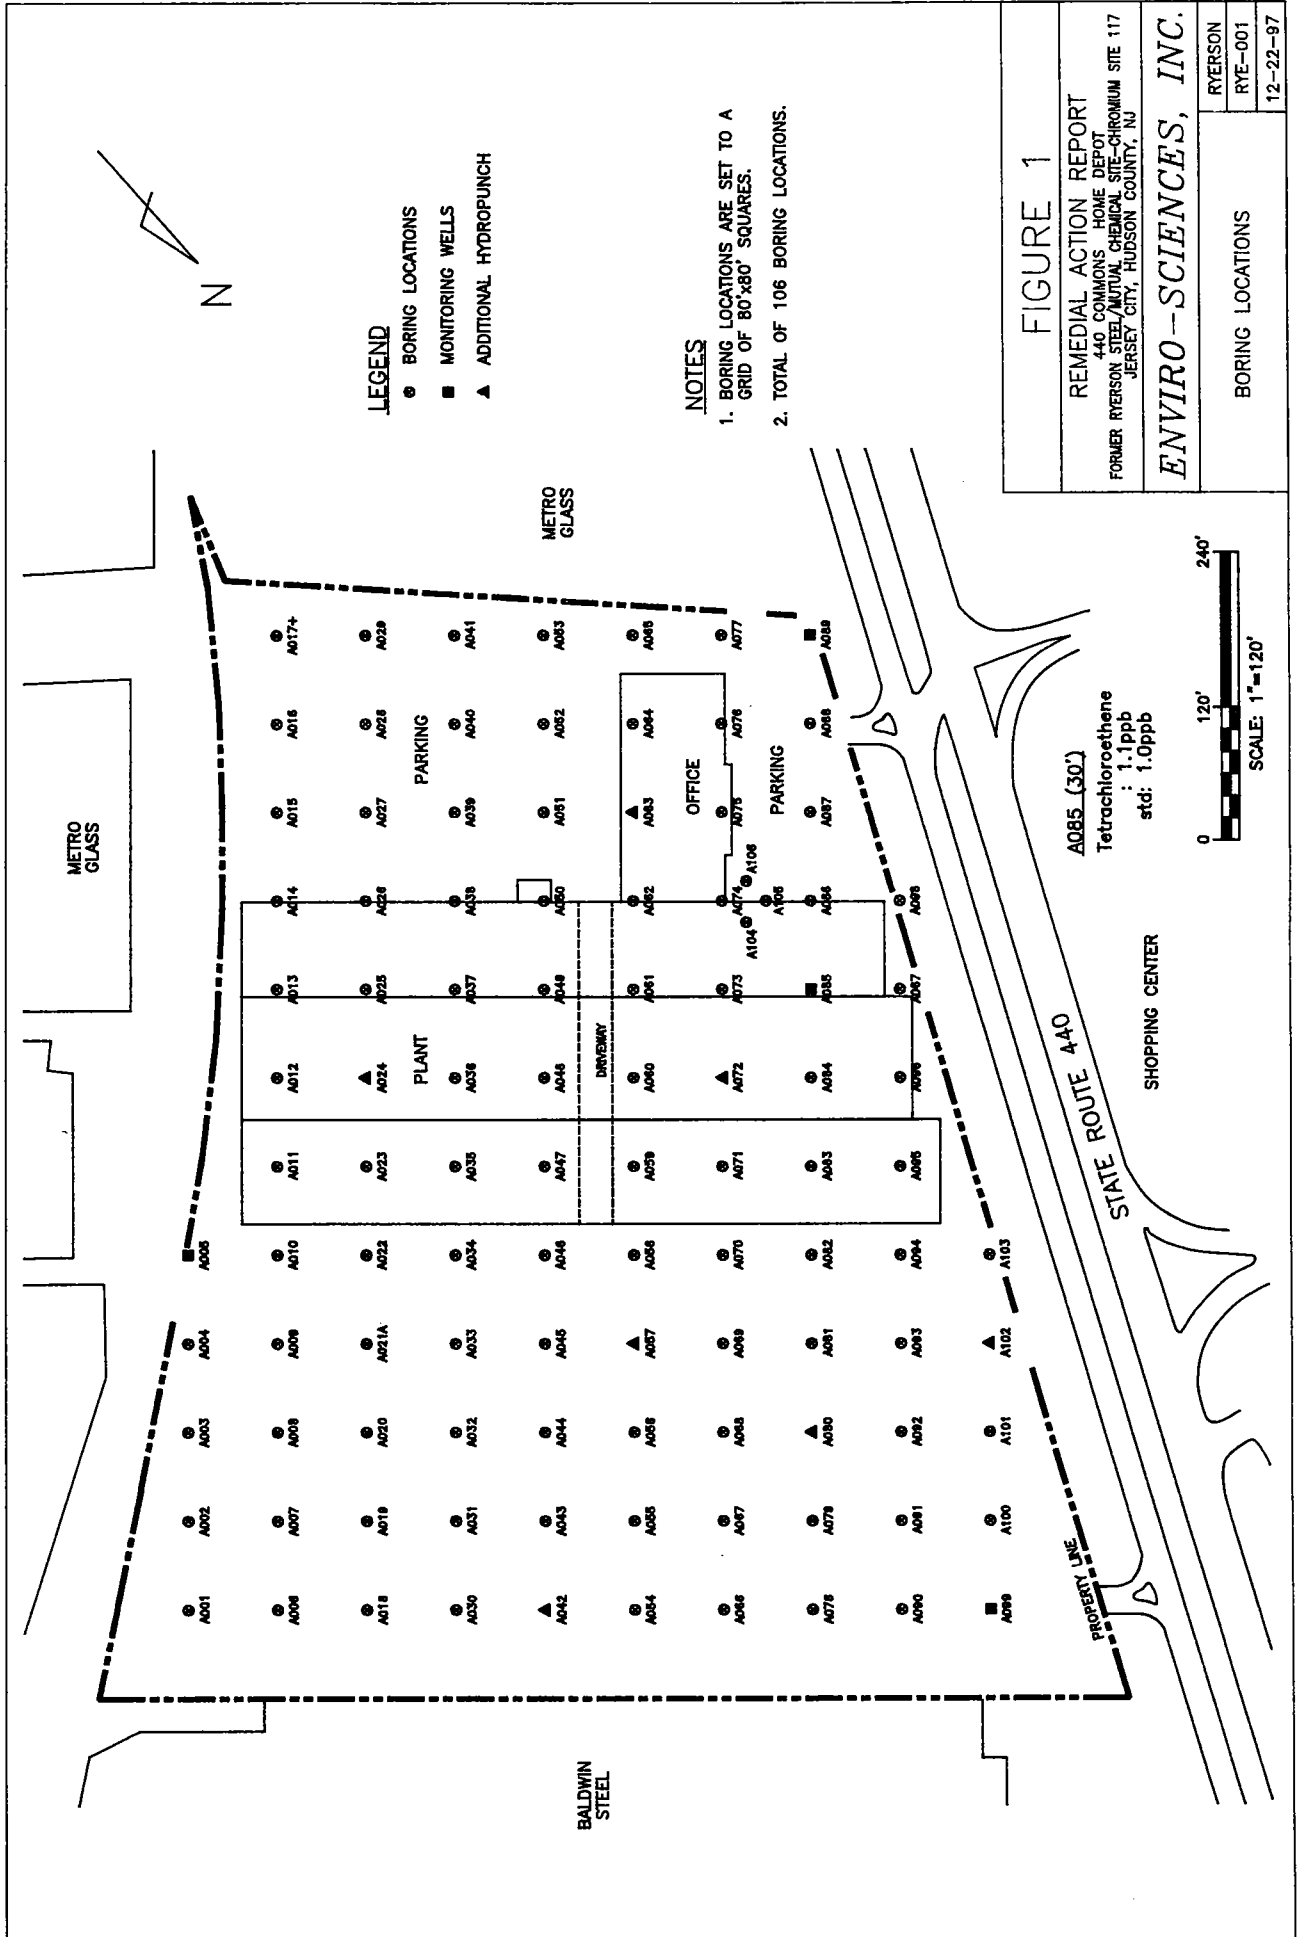 METRO
GLASS
N
LEGEND
BORING LOCATIONS
MONITORING WELLS
ADDITIONAL HYDROPUNCH
NOTES
1. BORING LOCATIONS ARE SET TO A
GRID OF 80'x80' SQUARES.
2. TOTAL OF 106 BORING LOCATIONS.
METRO
GLASS
BALDWIN
STEEL
A001
A002
A003
A004
A005
A006
A007
A008
A009
A010
A011
A012
A013
A014
A015
A016
A017+
A018
A019
A020
A021A
A022
A023
A024
A025
A026
A027
A028
A029
PLANT
PARKING
A030
A031
A032
A033
A034
A035
A036
A037
A038
A039
A040
A041
A042
A043
A044
A045
A046
A047
A048
A049
A050
A051
A052
A053
DRIVEWAY
A054
A055
A056
A057
A058
A059
A060
A061
A062
A063
A064
A065
OFFICE
A066
A067
A068
A069
A070
A071
A072
A073
A074
A075
A076
A077
A104
A105
A106
PARKING
A078
A079
A080
A081
A082
A083
A084
A085
A086
A087
A088
A089
A090
A091
A092
A093
A094
A095
A096
A097
A098
A099
A100
A101
A102
A103
PROPERTY LINE
STATE ROUTE 440
SHOPPING CENTER
A085 (30')
Tetrachloroethene
: 1.1ppb
std: 1.0ppb
0 120' 240'
SCALE: 1"=120'
FIGURE 1
REMEDIAL ACTION REPORT
440 COMMONS HOME DEPOT
FORMER RYERSON STEEL/MUTUAL CHEMICAL SITE-CHROMIUM SITE 117
JERSEY CITY, HUDSON COUNTY, NJ
ENVIRO-SCIENCES, INC.
BORING LOCATIONS
RYERSON
RYE-001
12-22-97